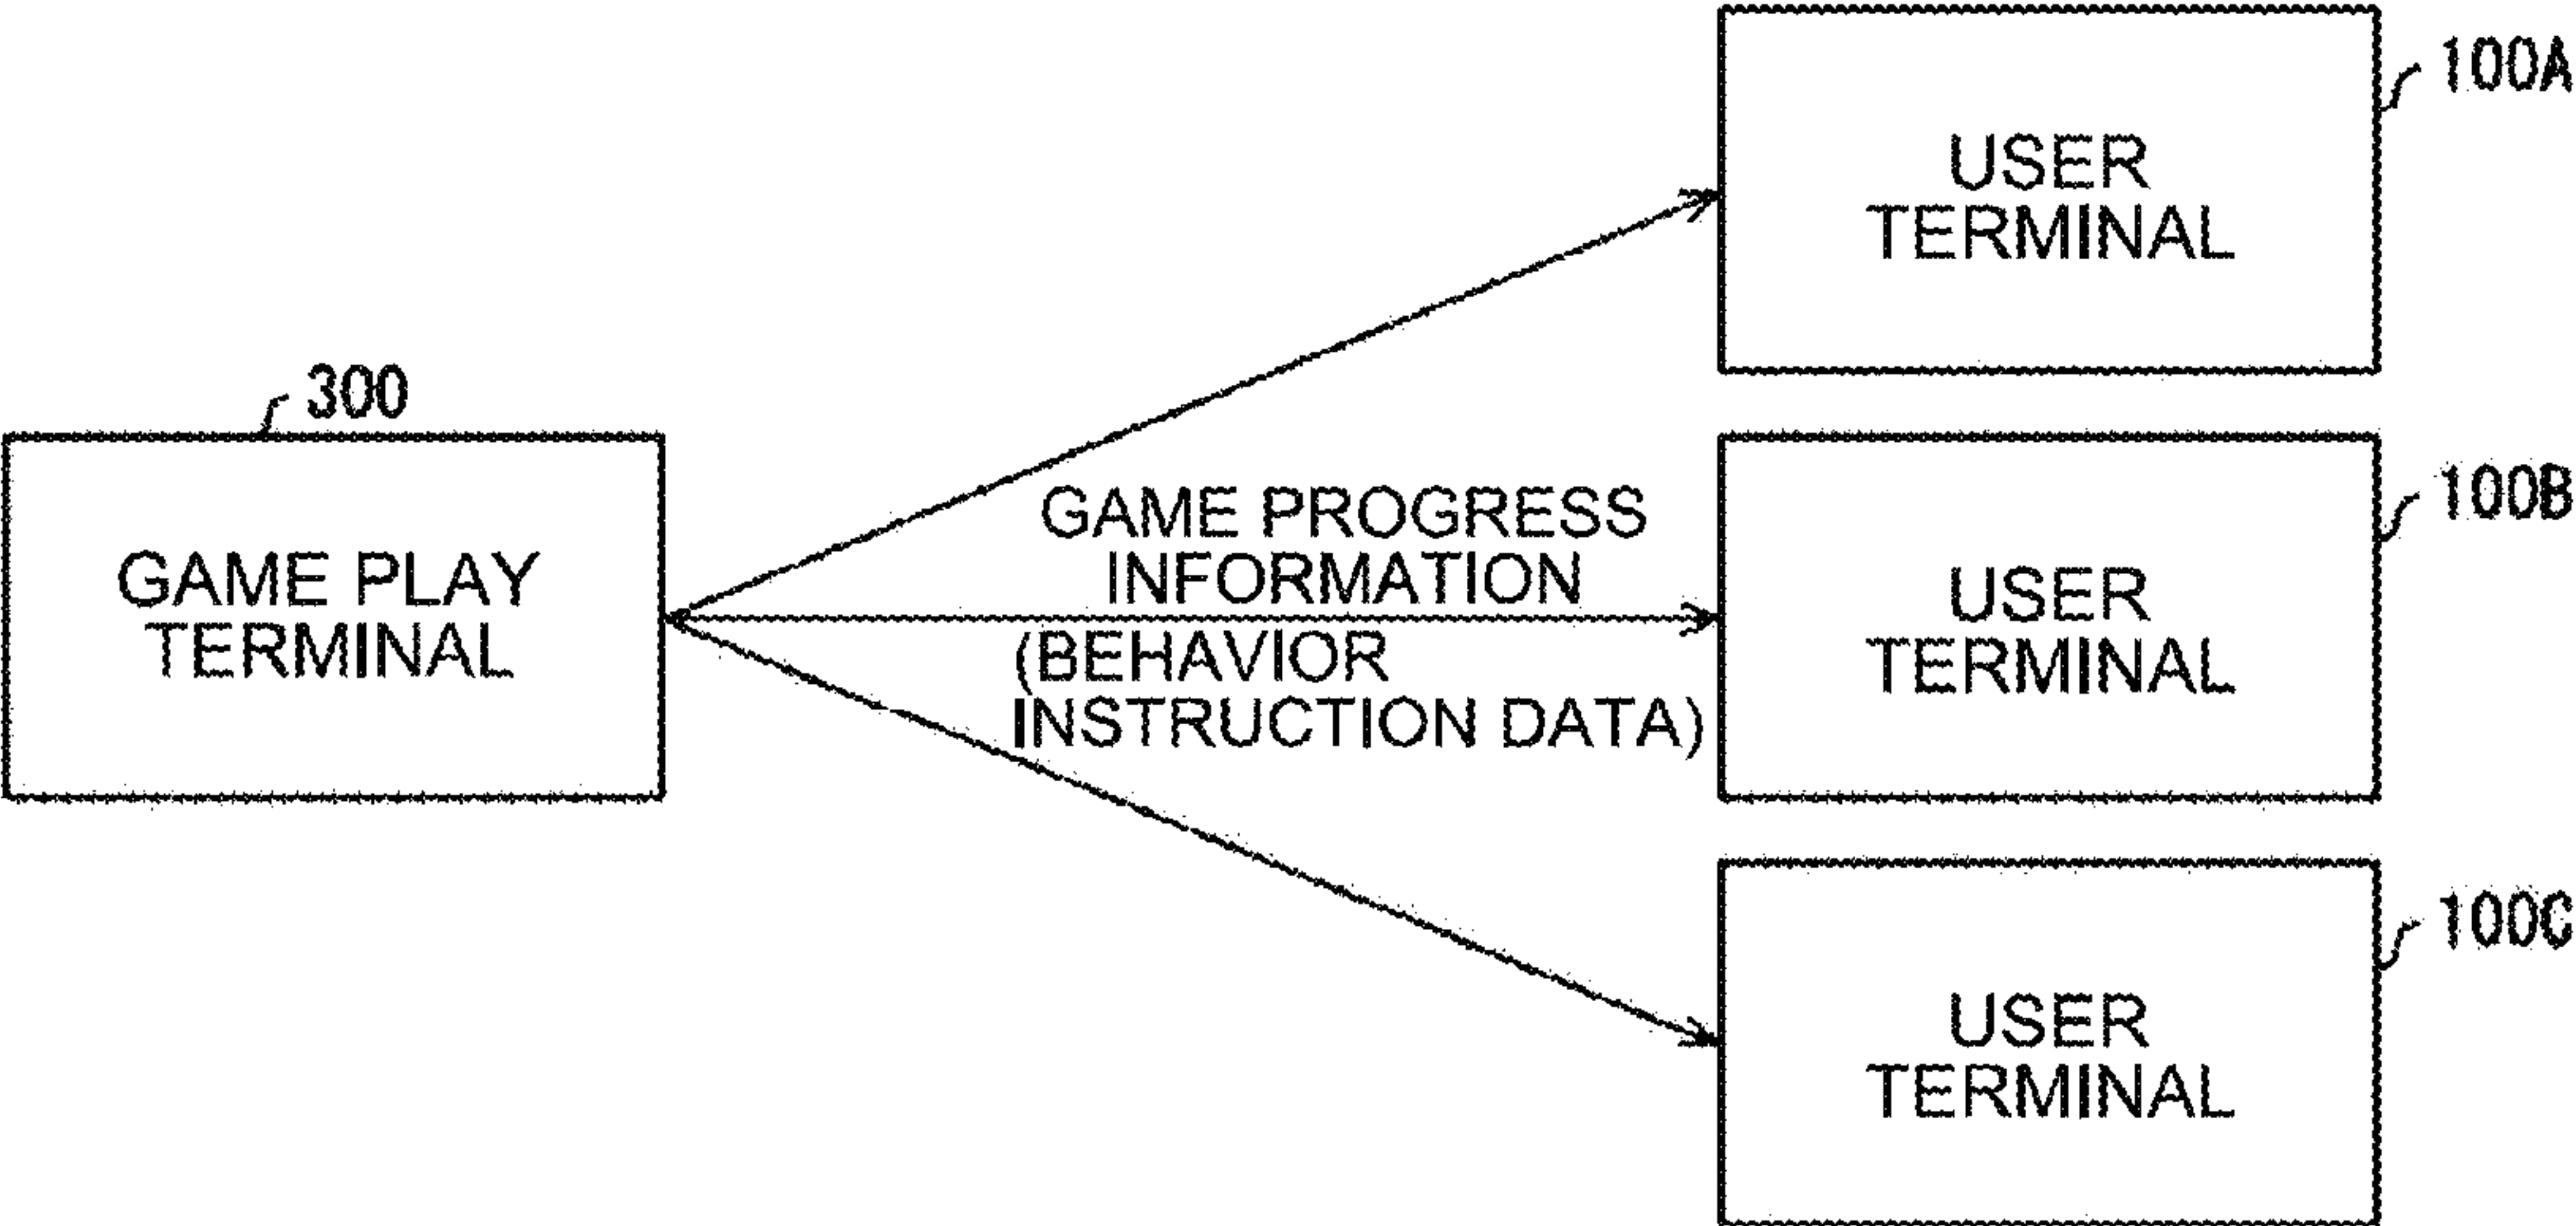 100A
USER
TERMINAL
300
GAME PLAY
TERMINAL
GAME PROGRESS
INFORMATION
(BEHAVIOR
INSTRUCTION DATA)
100B
USER
TERMINAL
100C
USER
TERMINAL